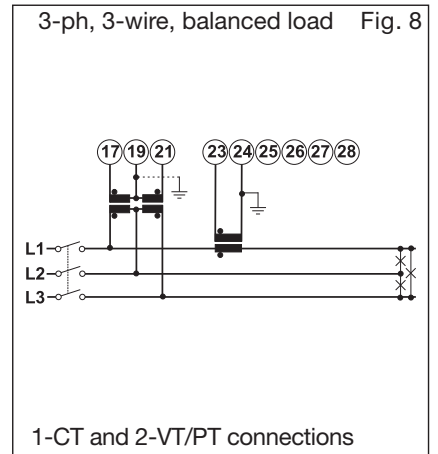 3-ph, 3-wire, balanced load Fig. 8
17 19 21 23 24 25 26 27 28
L1
L2
L3
1-CT and 2-VT/PT connections